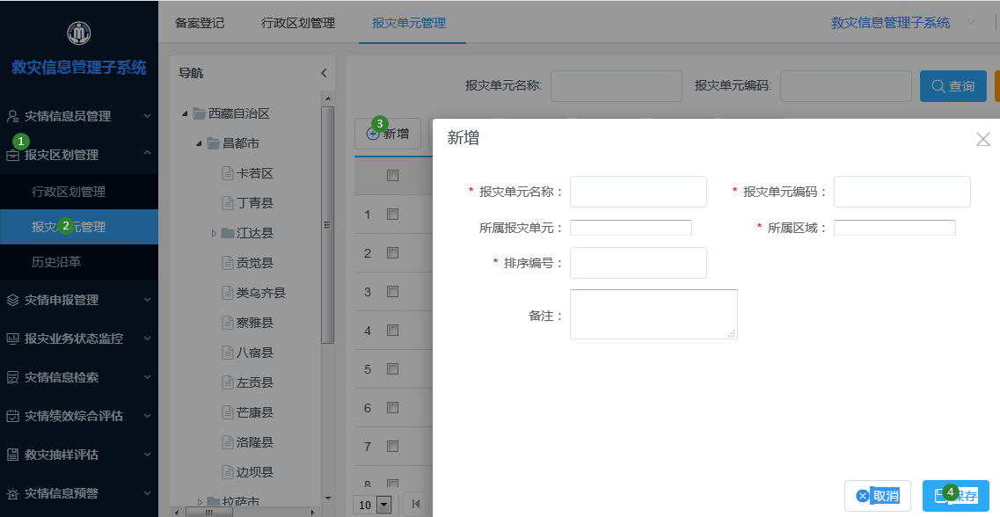 救灾信息管理子系统
灾情信息员管理
1
报灾区划管理
行政区划管理
报灾 2 元管理
历史沿革
灾情申报管理
报灾业务状态监控
灾情信息检索
灾情绩效综合评估
救灾抽样评估
灾情信息预警
备案登记 行政区划管理 报灾单元管理
救灾信息管理子系统
导航
西藏自治区
昌都市
卡若区
丁青县
江达县
贡觉县
类乌齐县
察雅县
八宿县
左贡县
芒康县
洛隆县
边坝县
拉萨市
报灾单元名称: 报灾单元编码: 查询
3
新增
1
2
3
4
5
6
7
8
10
新增
* 报灾单元名称： * 报灾单元编码：
所属报灾单元： * 所属区域：
* 排序编号：
备注：
取消 4 保存